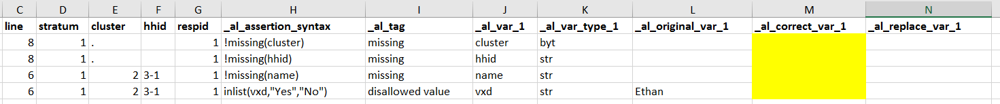 C D E F G H I J K L M N
line stratum cluster hhid respid _al_assertion_syntax _al_tag _al_var_1 _al_var_type_1 _al_original_var_1 _al_correct_var_1 _al_replace_var_1
8 1 . 1 !missing(cluster) missing cluster byt
8 1 . 1 !missing(hhid) missing hhid str
6 1 2 3-1 1 !missing(name) missing name str
6 1 2 3-1 1 inlist(vxd,"Yes","No") disallowed value vxd str Ethan